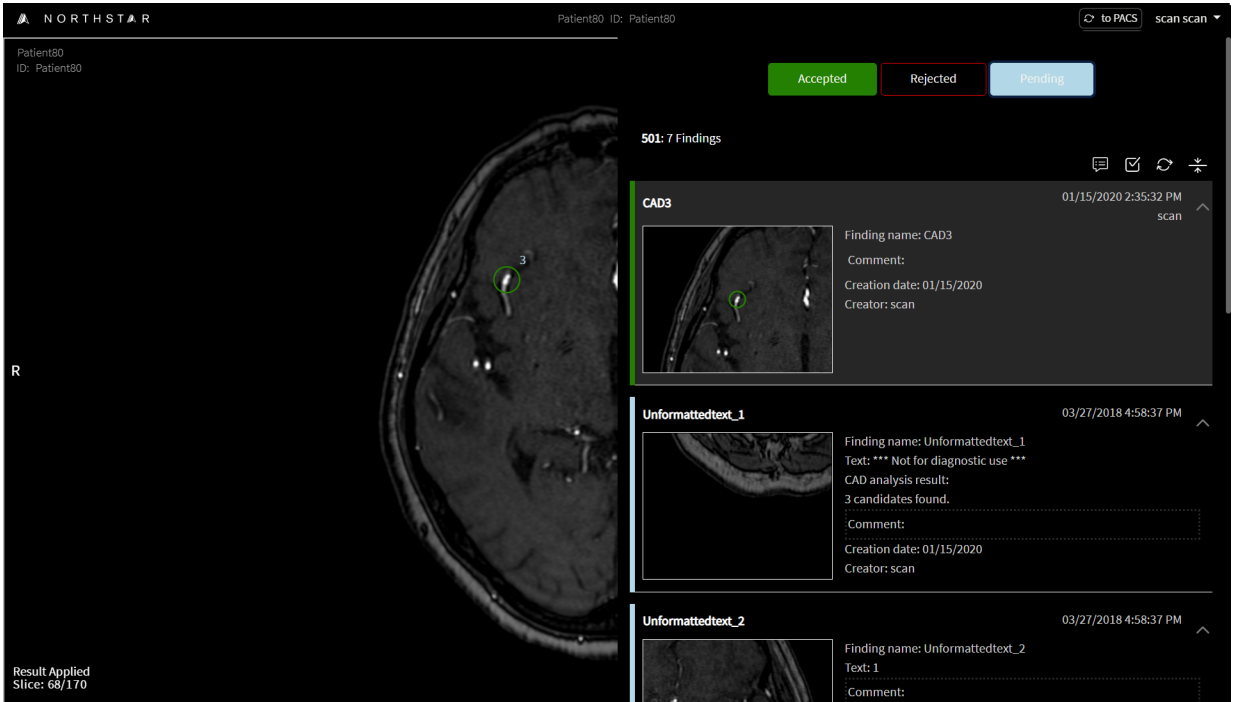 NORTHSTAR
Patient80 ID: Patient80
to PACS
scan scan
Patient80
ID: Patient80
3
R
Result Applied
Slice: 68/170
Accepted
Rejected
Pending
501: 7 Findings
CAD3
01/15/2020 2:35:32 PM
scan
Finding name: CAD3
Comment:
Creation date: 01/15/2020
Creator: scan
Unformattedtext_1
03/27/2018 4:58:37 PM
Finding name: Unformattedtext_1
Text: *** Not for diagnostic use ***
CAD analysis result:
3 candidates found.
Comment:
Creation date: 01/15/2020
Creator: scan
Unformattedtext_2
03/27/2018 4:58:37 PM
Finding name: Unformattedtext_2
Text: 1
Comment: